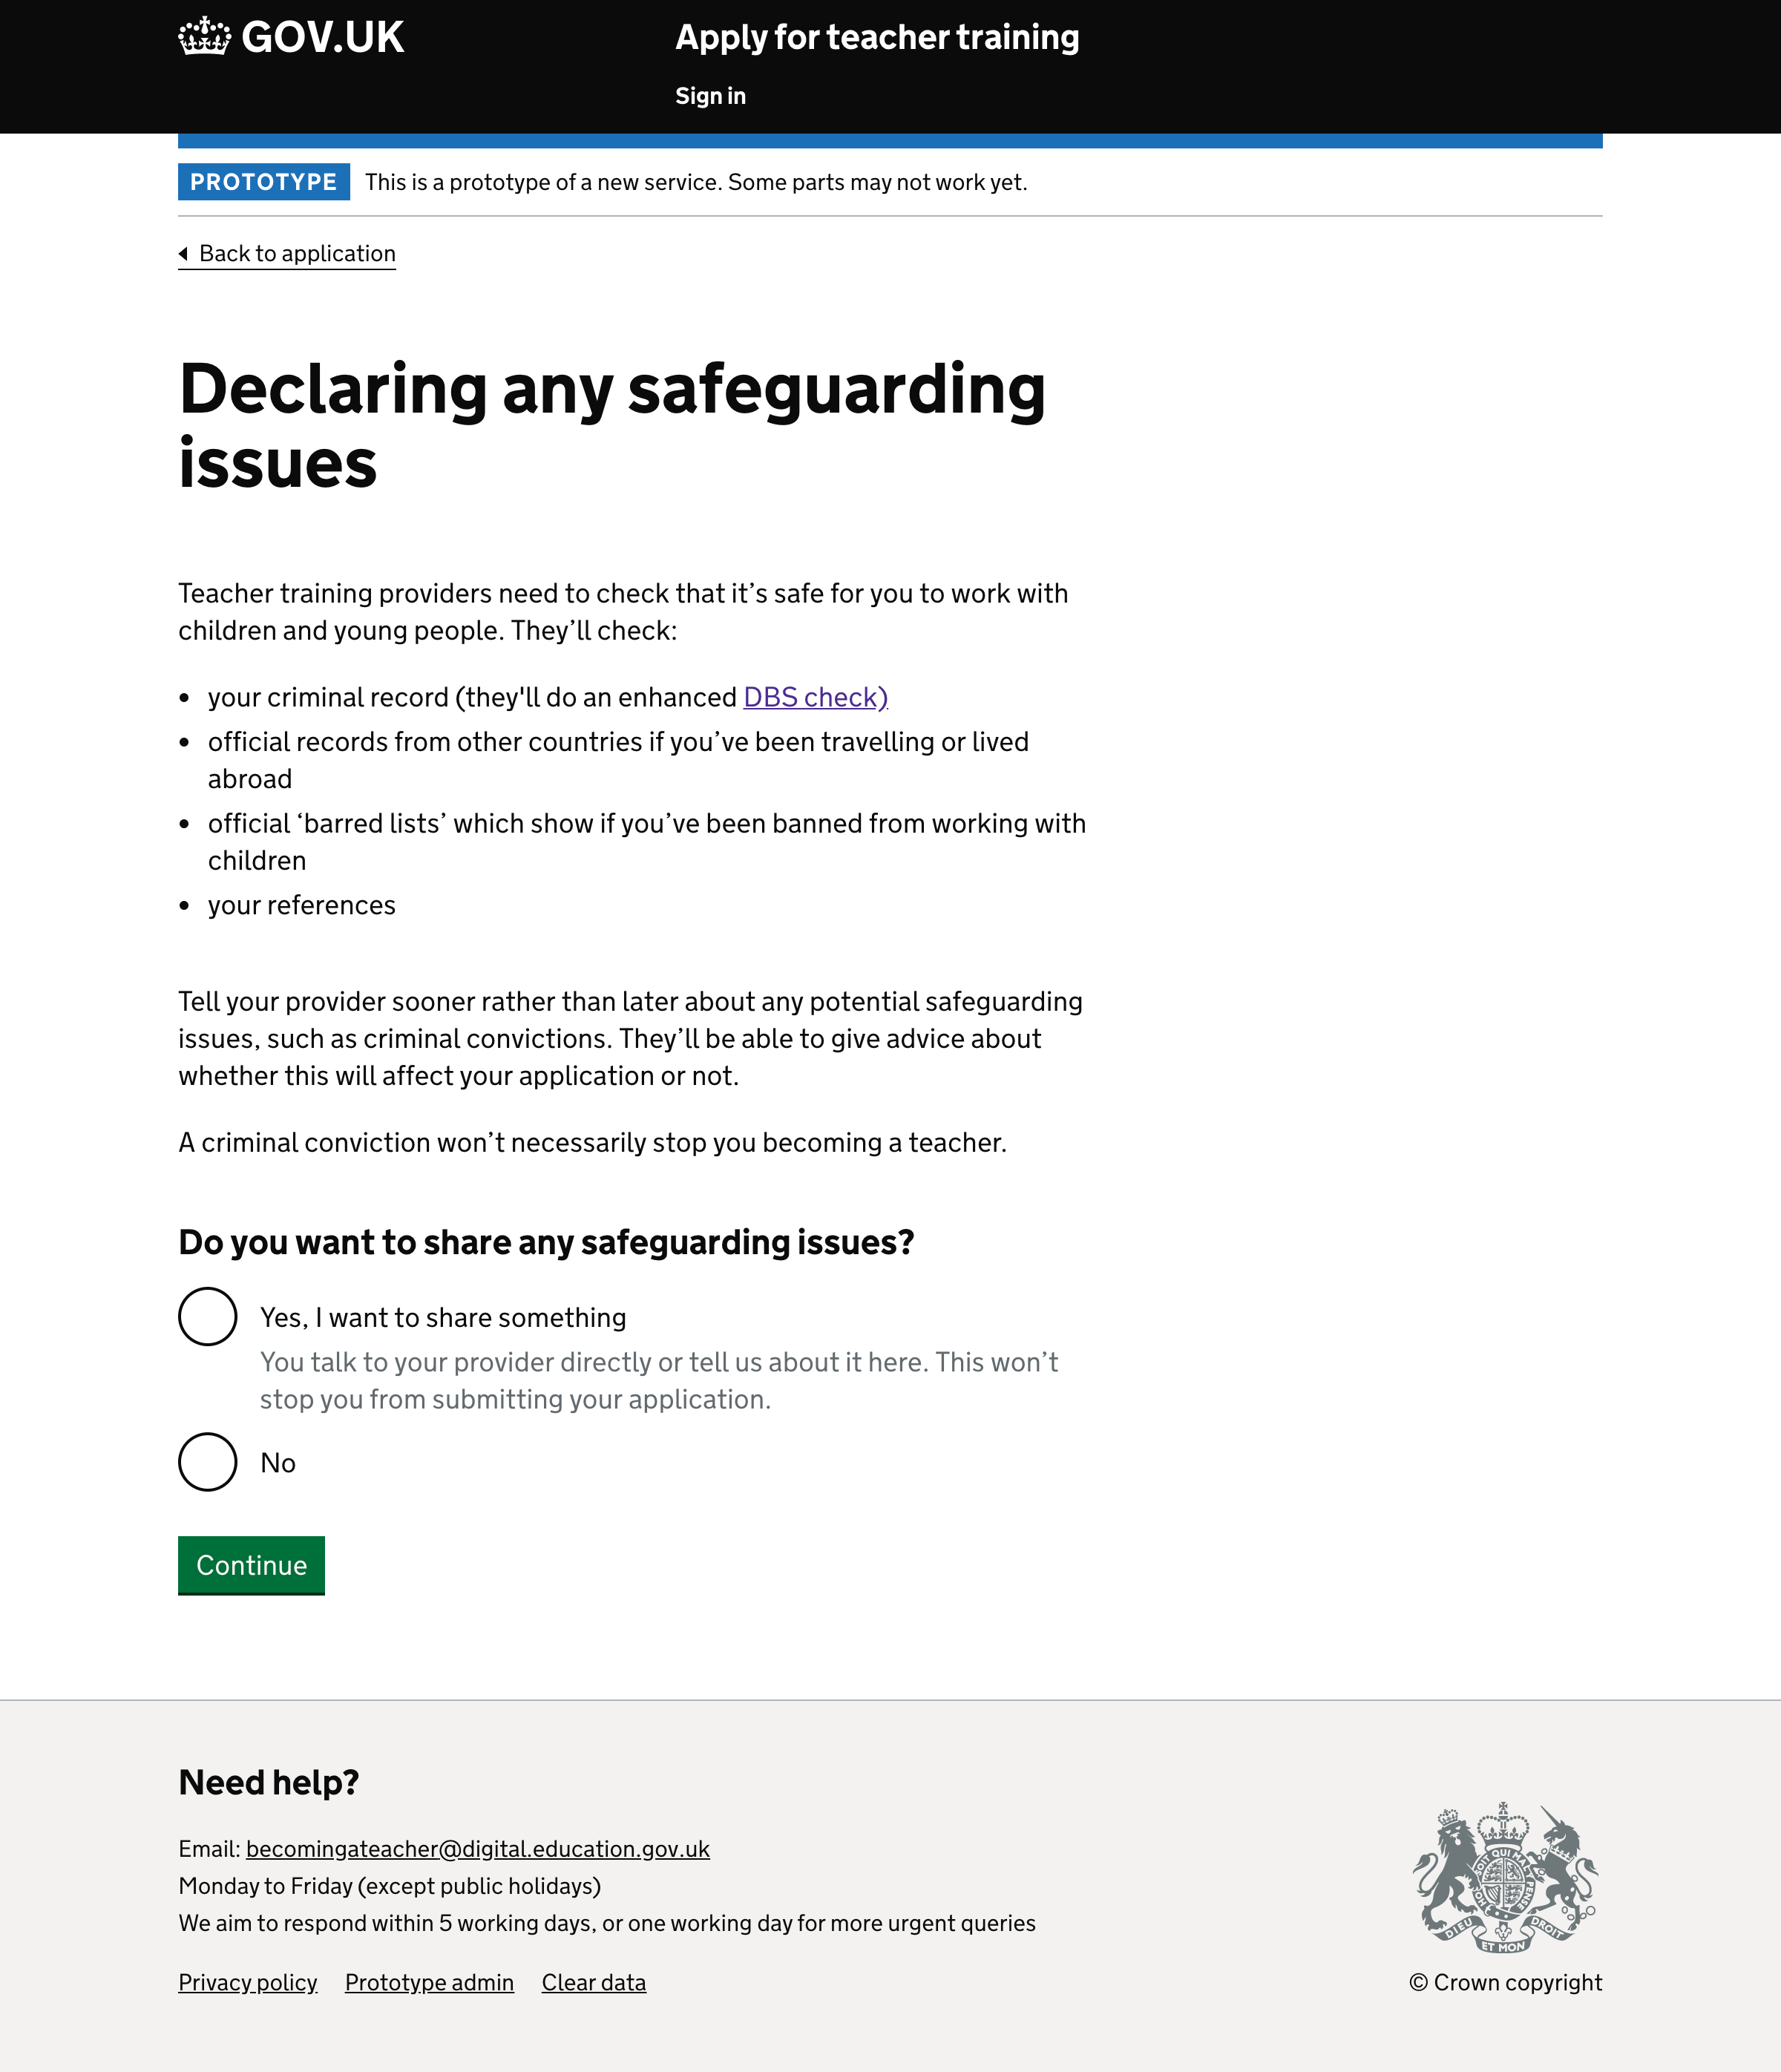 GOV.UK
Apply for teacher training
Sign in
PROTOTYPE
This is a prototype of a new service. Some parts may not work yet.
Back to application
Declaring any safeguarding
issues
Teacher training providers need to check that it’s safe for you to work with
children and young people. They’ll check:
• your criminal record (they'll do an enhanced DBS check)
• official records from other countries if you’ve been travelling or lived
abroad
• official ‘barred lists’ which show if you’ve been banned from working with
children
• your references
Tell your provider sooner rather than later about any potential safeguarding
issues, such as criminal convictions. They’ll be able to give advice about
whether this will affect your application or not.
A criminal conviction won’t necessarily stop you becoming a teacher.
Do you want to share any safeguarding issues?
Yes, I want to share something
You talk to your provider directly or tell us about it here. This won’t
stop you from submitting your application.
No
Continue
Need help?
Email: becomingateacher@digital.education.gov.uk
Monday to Friday (except public holidays)
We aim to respond within 5 working days, or one working day for more urgent queries
Privacy policy
Prototype admin
Clear data
DIEU ET MON DROIT
© Crown copyright